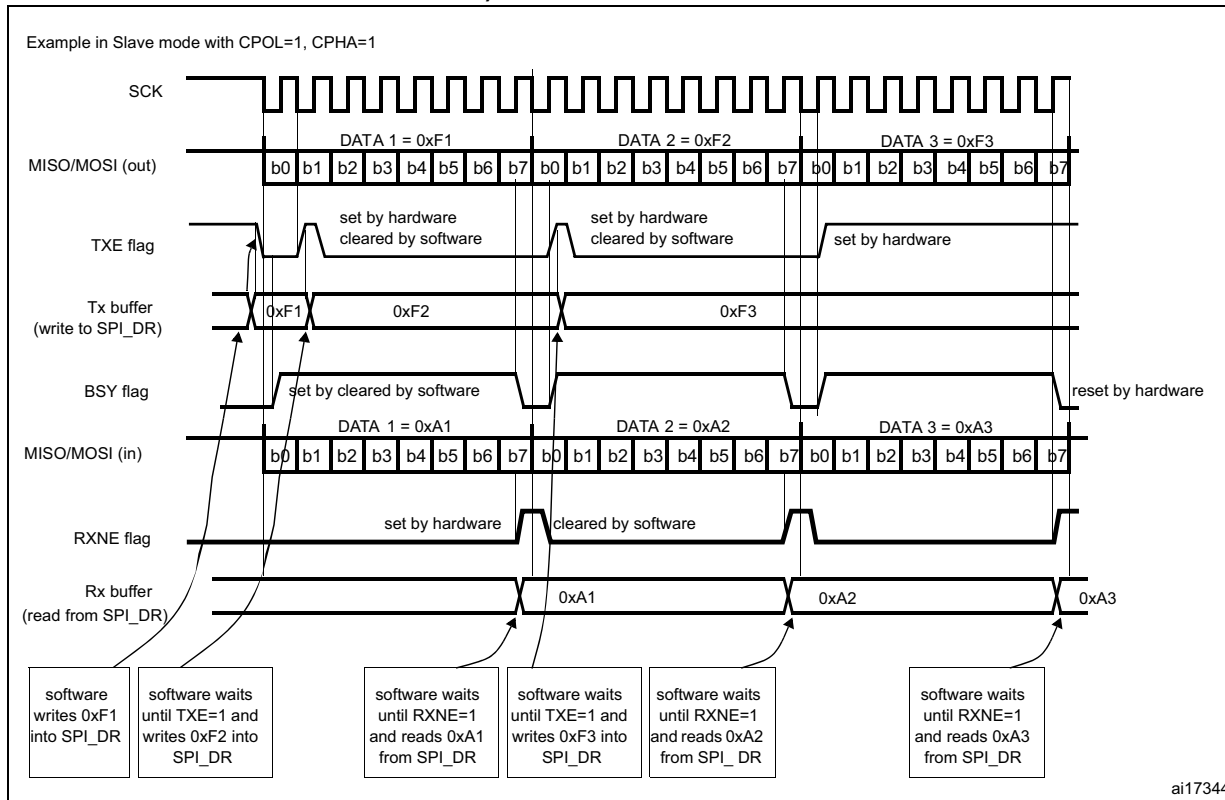 Example in Slave mode with CPOL=1, CPHA=1
SCK
DATA 1 = 0xF1 DATA 2 = 0xF2 DATA 3 = 0xF3
MISO/MOSI (out) b0 b1 b2 b3 b4 b5 b6 b7 b0 b1 b2 b3 b4 b5 b6 b7 b0 b1 b2 b3 b4 b5 b6 b7
set by hardware set by hardware
TXE flag cleared by software cleared by software set by hardware
Tx buffer 0xF1 0xF2 0xF3
(write to SPI_DR)
BSY flag set by cleared by software reset by hardware
DATA 1 = 0xA1 DATA 2 = 0xA2 DATA 3 = 0xA3
MISO/MOSI (in) b0 b1 b2 b3 b4 b5 b6 b7 b0 b1 b2 b3 b4 b5 b6 b7 b0 b1 b2 b3 b4 b5 b6 b7
set by hardware cleared by software
RXNE flag
Rx buffer 0xA1 0xA2 0xA3
(read from SPI_DR)
software
writes 0xF1
into SPI_DR
software waits
until TXE=1 and
writes 0xF2 into
SPI_DR
software waits
until RXNE=1
and reads 0xA1
from SPI_DR
software waits
until TXE=1 and
writes 0xF3 into
SPI_DR
software waits
until RXNE=1
and reads 0xA2
from SPI_ DR
software waits
until RXNE=1
and reads 0xA3
from SPI_DR
ai17344